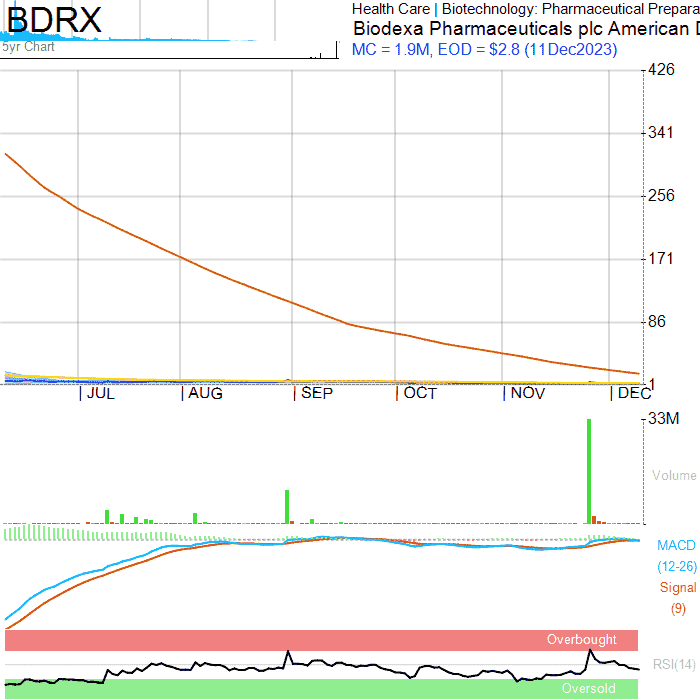 BDRX
5yr Chart
Health Care | Biotechnology: Pharmaceutical Prepara
Biodexa Pharmaceuticals plc American
MC = 1.9M, EOD = $2.8 (11Dec2023)
426
341
256
171
86
1
| JUL | AUG | SEP | OCT | NOV | DEC
33M
Volume
MACD
(12-26)
Signal
(9)
Overbought
RSI(14)
Oversold